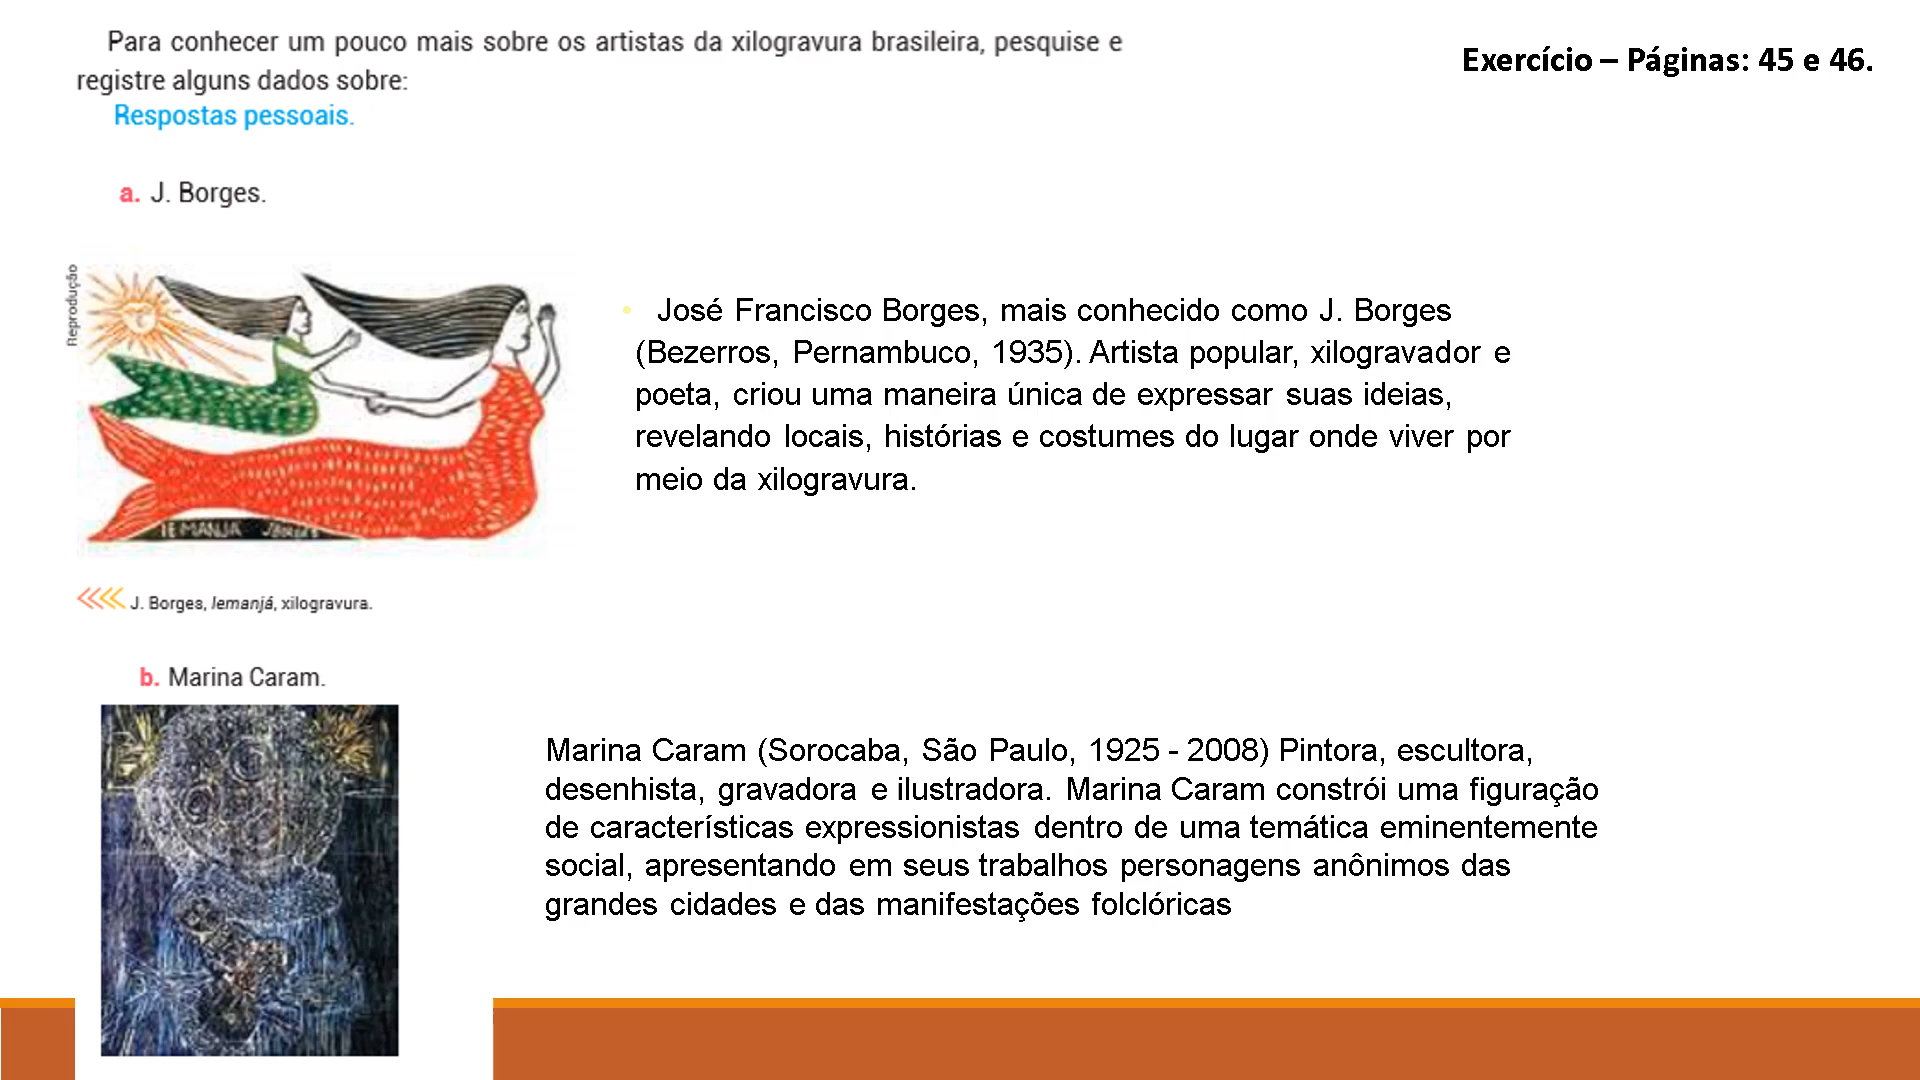 Para conhecer um pouco mais sobre os artistas da xilogravura brasileira, pesquise e
registre alguns dados sobre:
Respostas pessoais.
Exercício – Páginas: 45 e 46.
a. J. Borges.
Reprodução
IEMANJÁ J BORGES
• José Francisco Borges, mais conhecido como J. Borges
(Bezerros, Pernambuco, 1935). Artista popular, xilogravador e
poeta, criou uma maneira única de expressar suas ideias,
revelando locais, histórias e costumes do lugar onde viver por
meio da xilogravura.
J. Borges, Iemanjá, xilogravura.
b. Marina Caram.
Marina Caram (Sorocaba, São Paulo, 1925 - 2008) Pintora, escultora,
desenhista, gravadora e ilustradora. Marina Caram constrói uma figuração
de características expressionistas dentro de uma temática eminentemente
social, apresentando em seus trabalhos personagens anônimos das
grandes cidades e das manifestações folclóricas